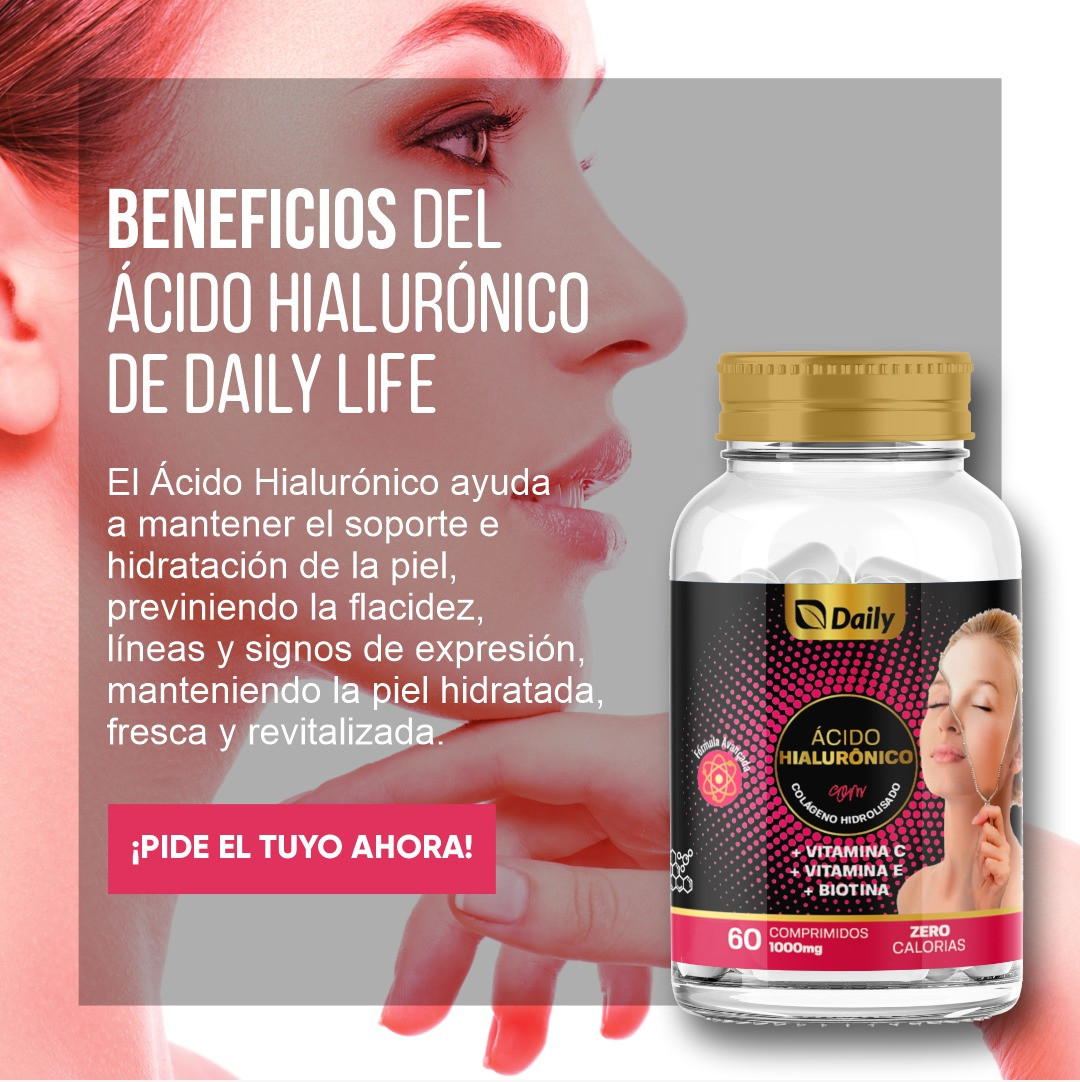 BENEFICIOS DEL
ÁCIDO HIALURÓNICO
DE DAILY LIFE
El Ácido Hialurónico ayuda
a mantener el soporte e
hidratación de la piel,
previniendo la flacidez,
líneas y signos de expresión,
manteniendo la piel hidratada,
fresca y revitalizada.
¡PIDE EL TUYO AHORA!
Daily
Fórmula Avançada
ÁCIDO
HIALURÔNICO
com
COLÁGENO HIDROLISADO
+ VITAMINA C
+ VITAMINA E
+ BIOTINA
60 COMPRIMIDOS
1000mg
ZERO
CALORIAS